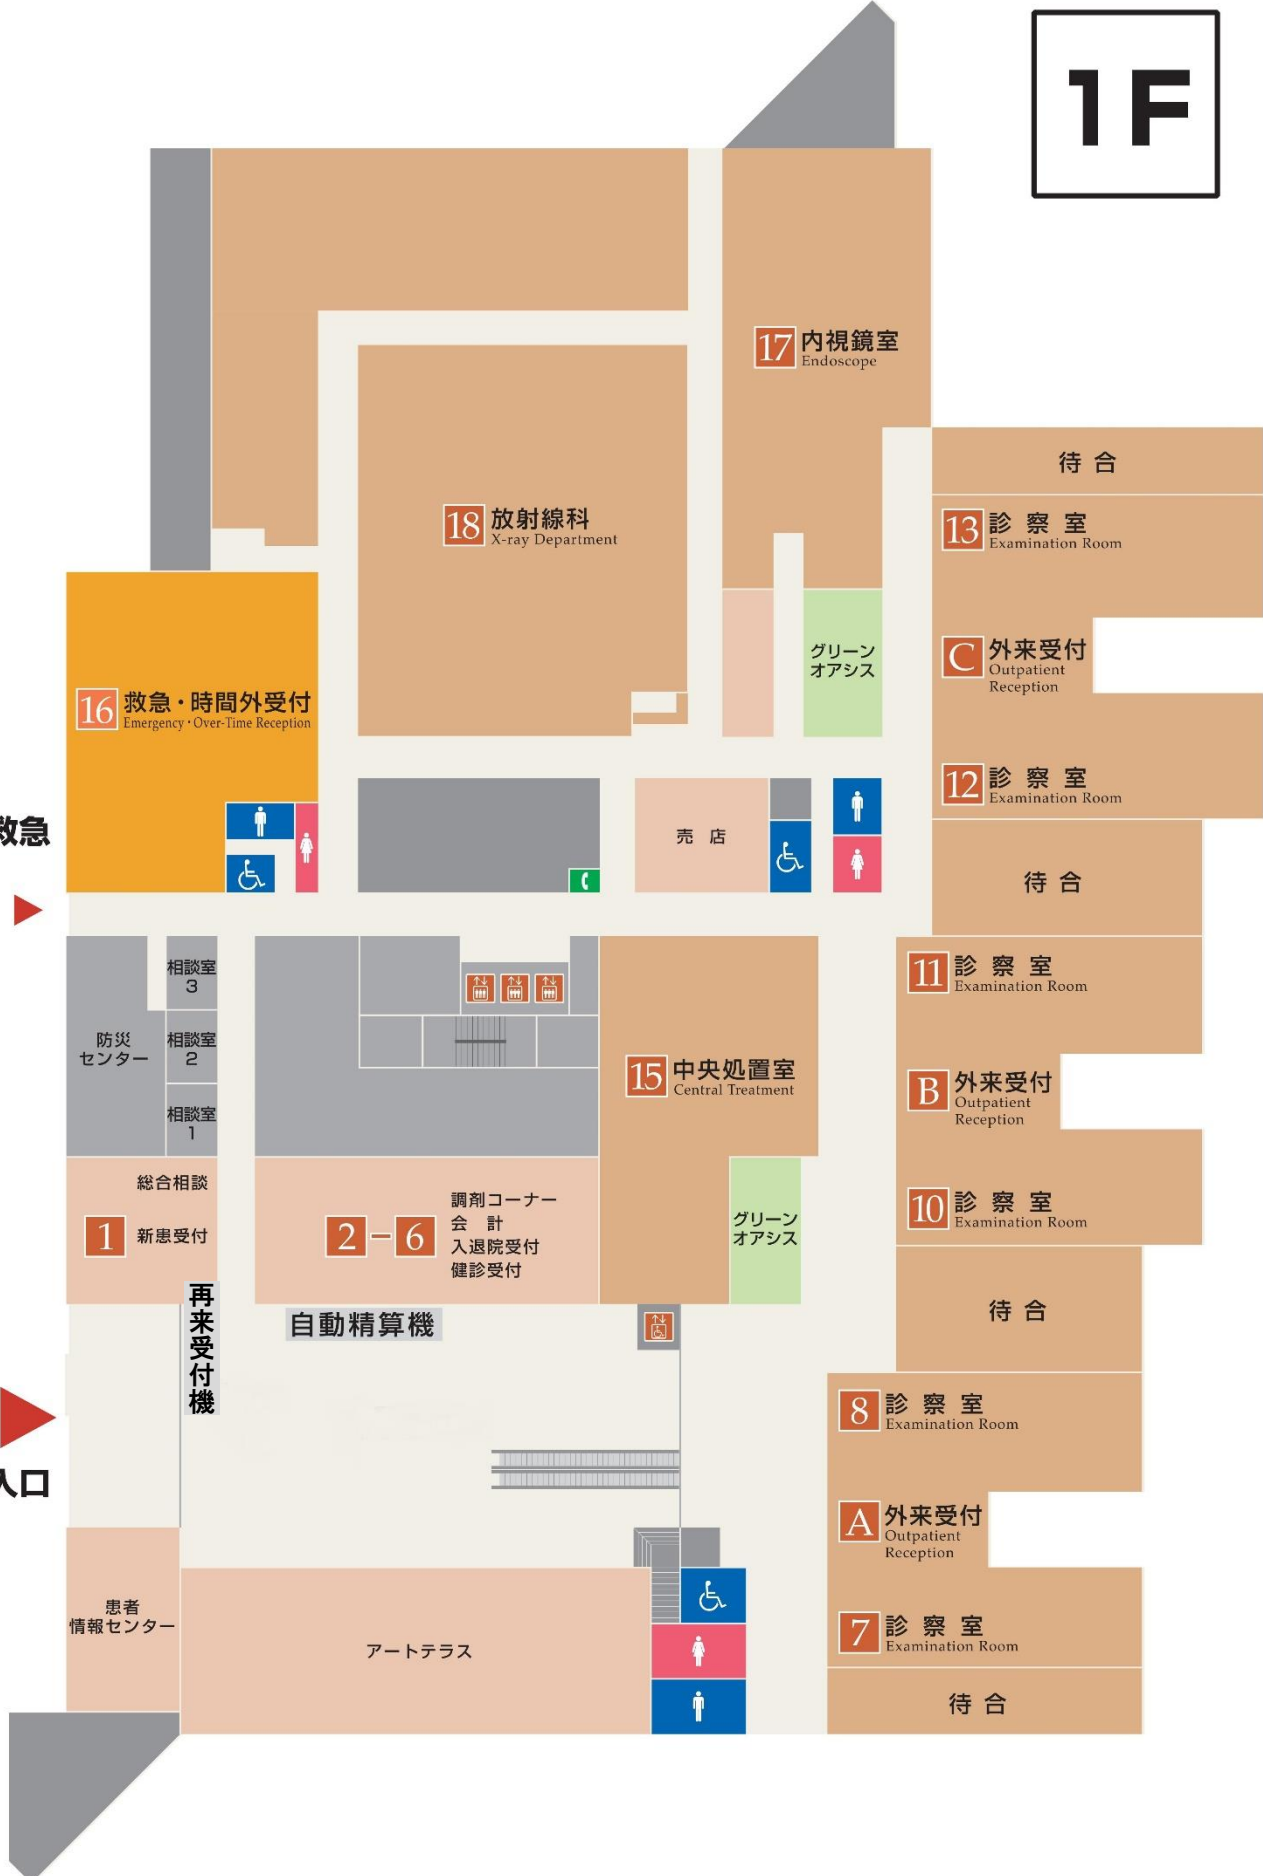 1F
17 内視鏡室
Endoscope
待合
13 診察室
Examination Room
18 放射線科
X-ray Department
C 外来受付
Outpatient
Reception
グリーン
オアシス
16 救急・時間外受付
Emergency・Over-Time Reception
12 診察室
Examination Room
救急
売店
待合
11 診察室
Examination Room
相談室
3
防災
センター
相談室
2
相談室
1
15 中央処置室
Central Treatment
B 外来受付
Outpatient
Reception
総合相談
1 新患受付
2-6
調剤コーナー
会計
入退院受付
健診受付
グリーン
オアシス
10 診察室
Examination Room
再来受付機
自動精算機
待合
8 診察室
Examination Room
入口
A 外来受付
Outpatient
Reception
患者
情報センター
アートテラス
7 診察室
Examination Room
待合